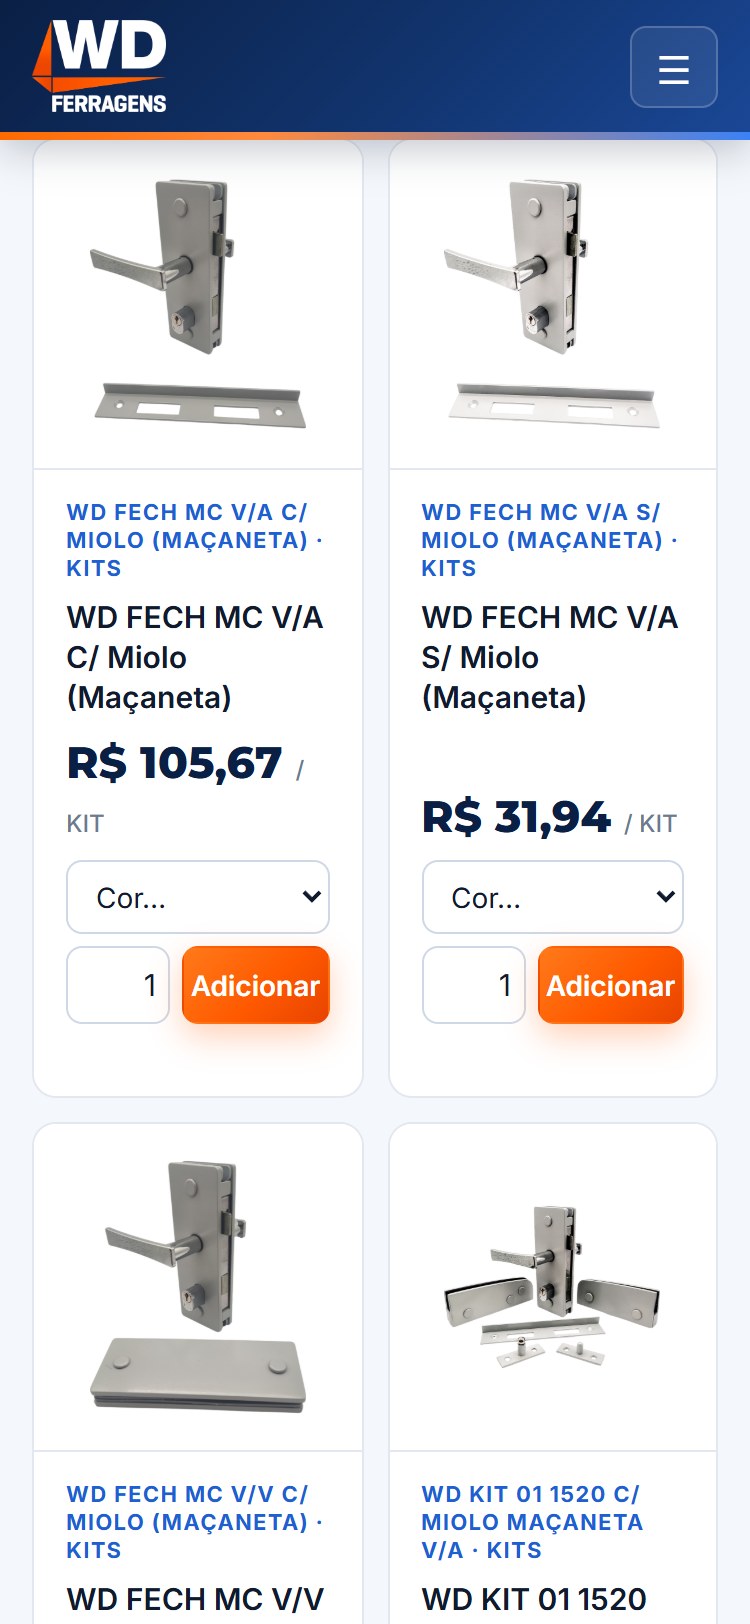 WD
FERRAGENS
☰
WD FECH MC V/A C/
MIOLO (MAÇANETA) ·
KITS
WD FECH MC V/A
C/ Miolo
(Maçaneta)
R$ 105,67 /
KIT
Cor...
1 Adicionar
WD FECH MC V/A S/
MIOLO (MAÇANETA) ·
KITS
WD FECH MC V/A
S/ Miolo
(Maçaneta)
R$ 31,94 / KIT
Cor...
1 Adicionar
WD FECH MC V/V C/
MIOLO (MAÇANETA) ·
KITS
WD FECH MC V/V
WD KIT 01 1520 C/
MIOLO MAÇANETA
V/A · KITS
WD KIT 01 1520